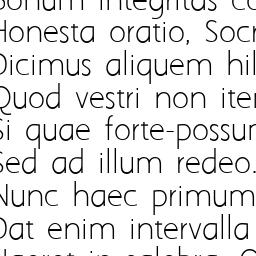 Bonum integritas co
Honesta oratio, Socr
Dicimus aliquem hil
Quod vestri non iter
Si quae forte-possun
Sed ad illum redeo.
Nunc haec primum
Dat enim intervalla